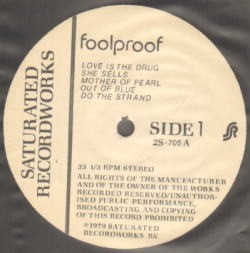 foolproof
LOVE IS THE DRUG
SHE SELLS
MOTHER OF PEARL
OUT OF BLUE
DO THE STRAND
SATURATED
RECORDWORKS
SIDE 1
2S-705 A
33 1/3 RPM STEREO
ALL RIGHTS OF THE MANUFACTURER
AND OF THE OWNER OF THE WORKS
RECORDED RESERVED/UNAUTHOR-
ISED PUBLIC PERFORMANCE,
BROADCASTING AND COPYING
OF THIS RECORD PROHIBITED
©1979 SATURATED
RECORDWORKS B.V.